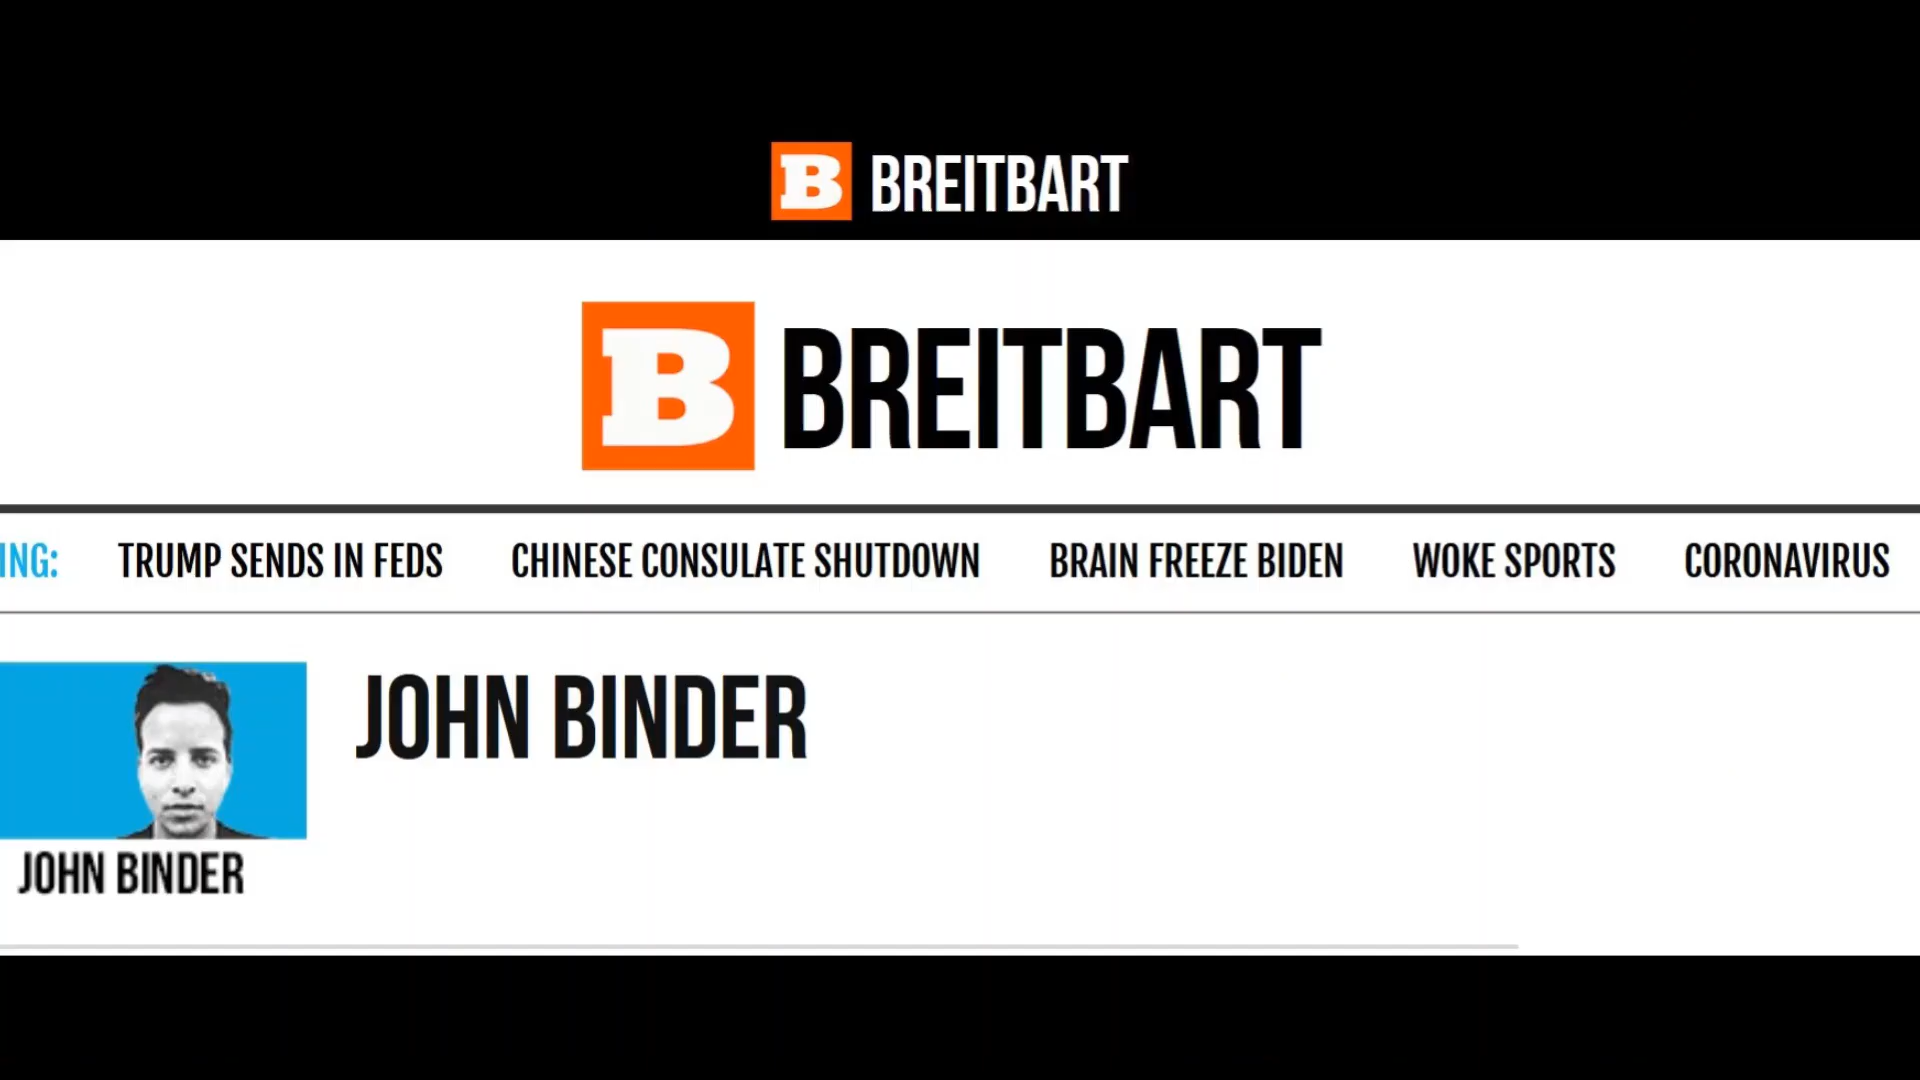 B BREITBART
B BREITBART
ING: TRUMP SENDS IN FEDS CHINESE CONSULATE SHUTDOWN BRAIN FREEZE BIDEN WOKE SPORTS CORONAVIRUS
JOHN BINDER
JOHN BINDER